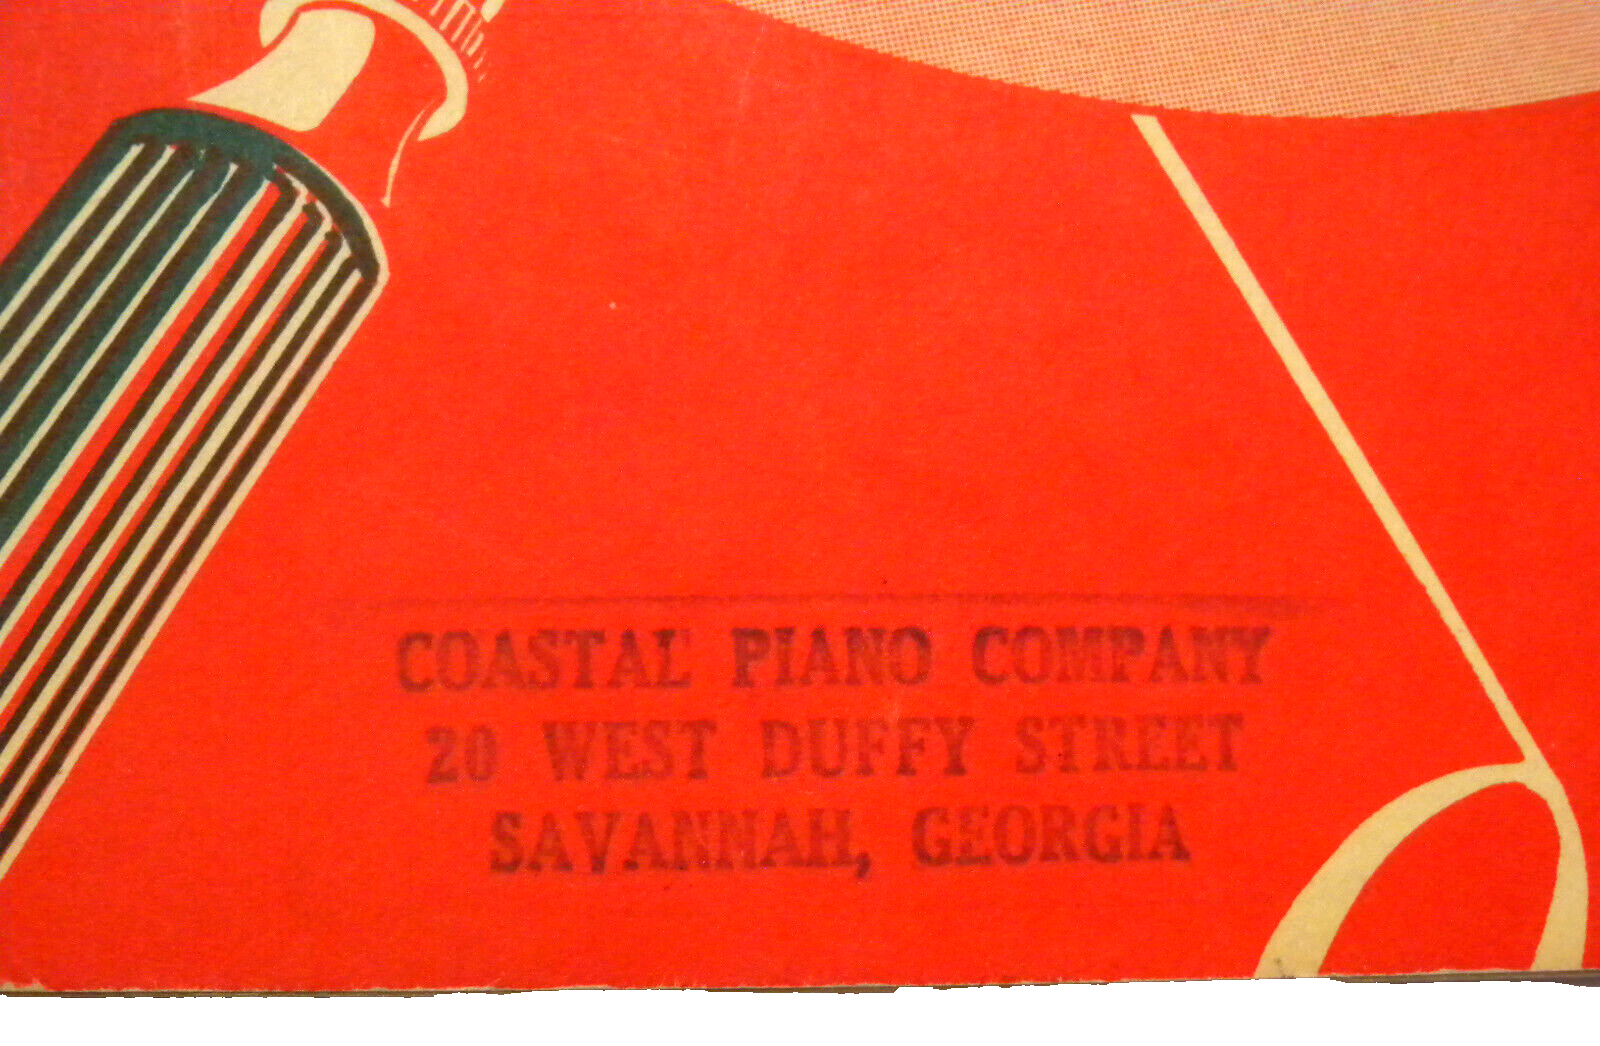 COASTAL PIANO COMPANY
20 WEST DUFFY STREET
SAVANNAH, GEORGIA